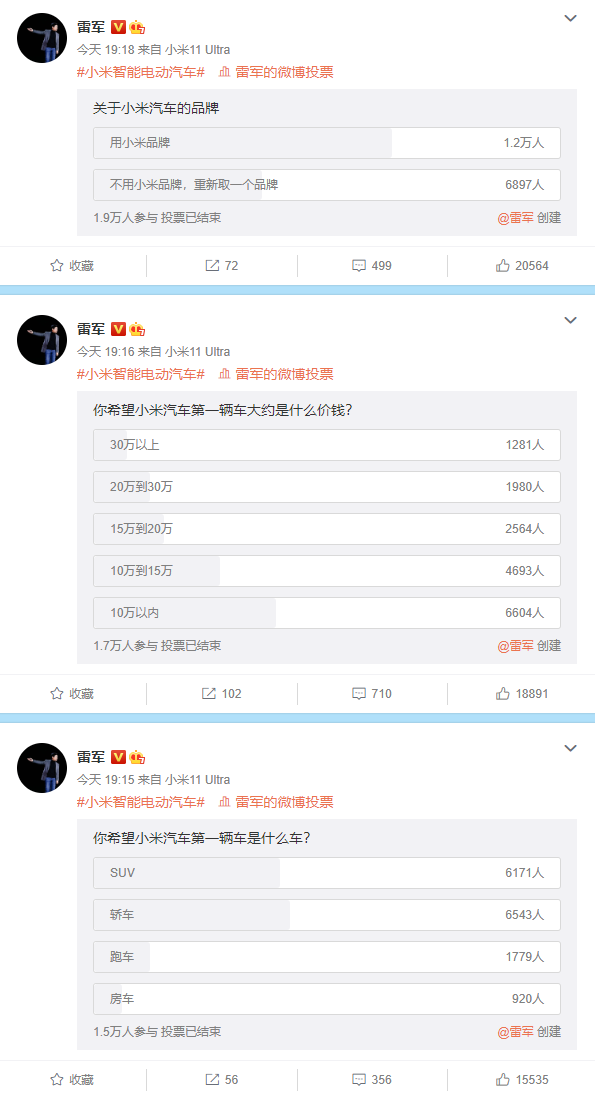 雷军
今天 19:18 来自 小米11 Ultra
#小米智能电动汽车# 雷军的微博投票
关于小米汽车的品牌
用小米品牌 1.2万人
不用小米品牌，重新取一个品牌 6897人
1.9万人参与 投票已结束 @雷军 创建
收藏 72 499 20564
雷军
今天 19:16 来自 小米11 Ultra
#小米智能电动汽车# 雷军的微博投票
你希望小米汽车第一辆车大约是什么价钱？
30万以上 1281人
20万到30万 1980人
15万到20万 2564人
10万到15万 4693人
10万以内 6604人
1.7万人参与 投票已结束 @雷军 创建
收藏 102 710 18891
雷军
今天 19:15 来自 小米11 Ultra
#小米智能电动汽车# 雷军的微博投票
你希望小米汽车第一辆车是什么车？
SUV 6171人
轿车 6543人
跑车 1779人
房车 920人
1.5万人参与 投票已结束 @雷军 创建
收藏 56 356 15535